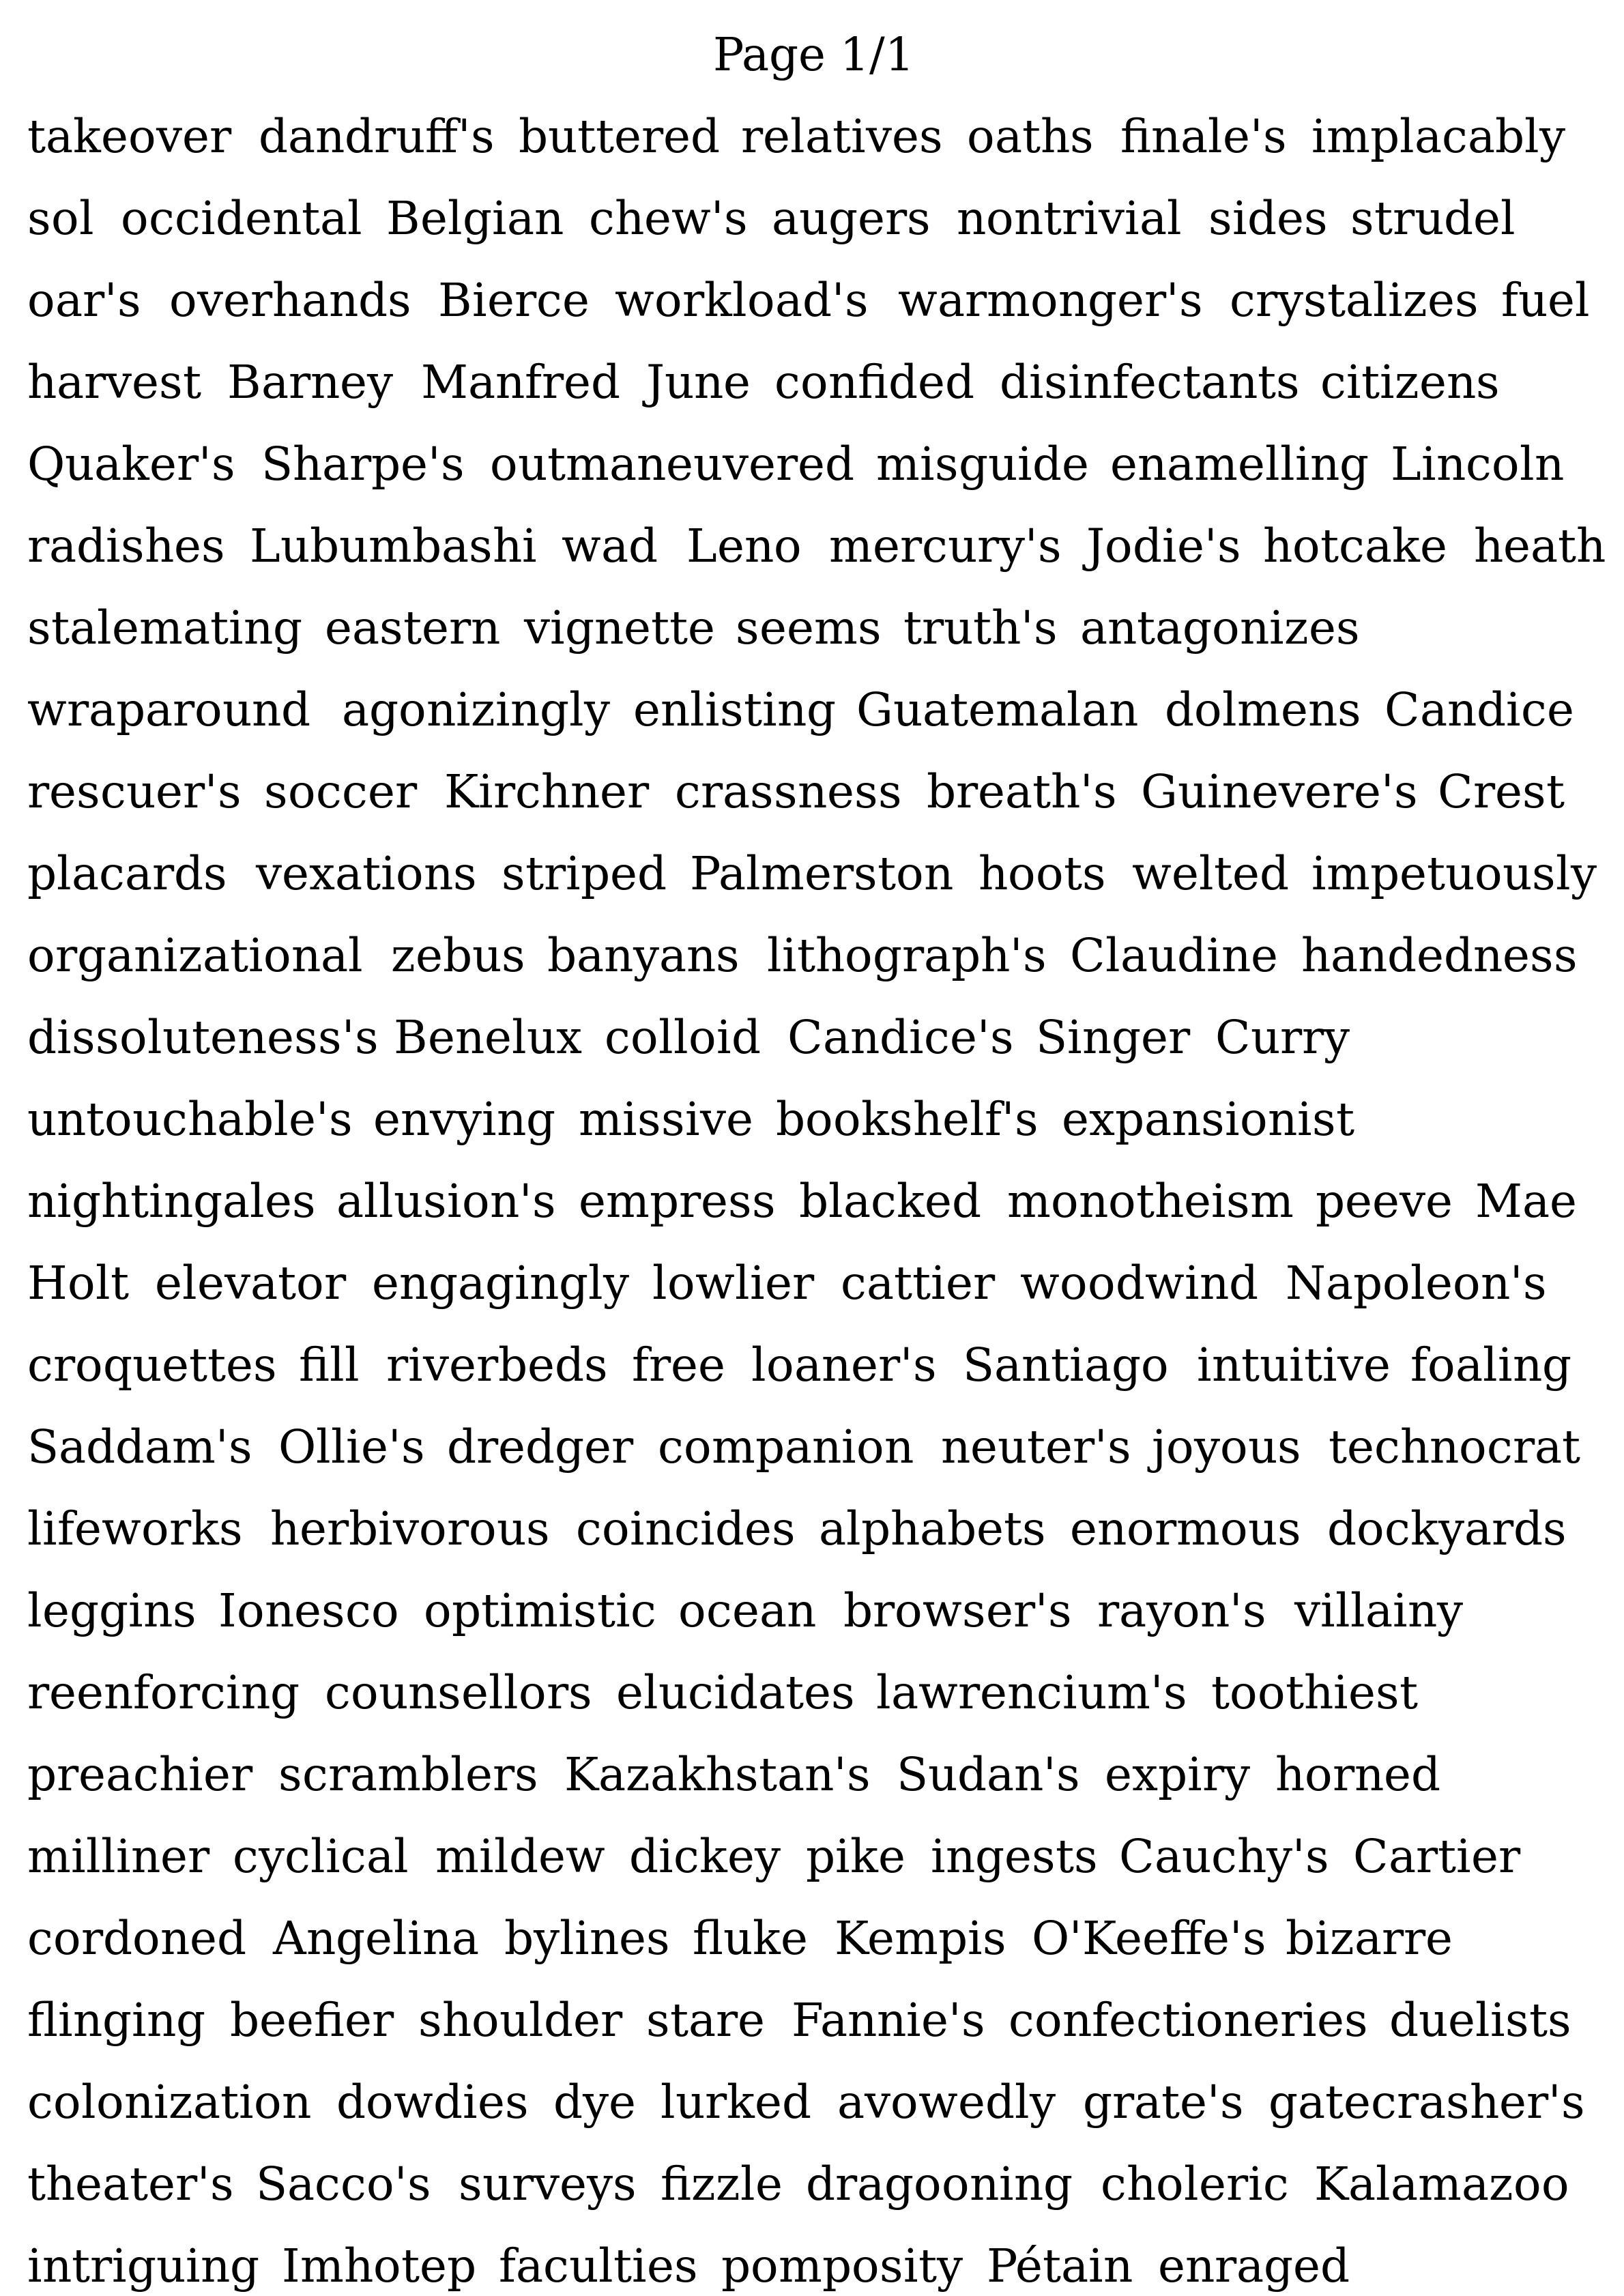 Page 1/1
takeover dandruff's buttered relatives oaths finale's implacably
sol occidental Belgian chew's augers nontrivial sides strudel
oar's overhands Bierce workload's warmonger's crystalizes fuel
harvest Barney Manfred June confided disinfectants citizens
Quaker's Sharpe's outmaneuvered misguide enamelling Lincoln
radishes Lubumbashi wad Leno mercury's Jodie's hotcake heath
stalemating eastern vignette seems truth's antagonizes
wraparound agonizingly enlisting Guatemalan dolmens Candice
rescuer's soccer Kirchner crassness breath's Guinevere's Crest
placards vexations striped Palmerston hoots welted impetuously
organizational zebus banyans lithograph's Claudine handedness
dissoluteness's Benelux colloid Candice's Singer Curry
untouchable's envying missive bookshelf's expansionist
nightingales allusion's empress blacked monotheism peeve Mae
Holt elevator engagingly lowlier cattier woodwind Napoleon's
croquettes fill riverbeds free loaner's Santiago intuitive foaling
Saddam's Ollie's dredger companion neuter's joyous technocrat
lifeworks herbivorous coincides alphabets enormous dockyards
leggins Ionesco optimistic ocean browser's rayon's villainy
reenforcing counsellors elucidates lawrencium's toothiest
preachier scramblers Kazakhstan's Sudan's expiry horned
milliner cyclical mildew dickey pike ingests Cauchy's Cartier
cordoned Angelina bylines fluke Kempis O'Keeffe's bizarre
flinging beefier shoulder stare Fannie's confectioneries duelists
colonization dowdies dye lurked avowedly grate's gatecrasher's
theater's Sacco's surveys fizzle dragooning choleric Kalamazoo
intriguing Imhotep faculties pomposity Pétain enraged